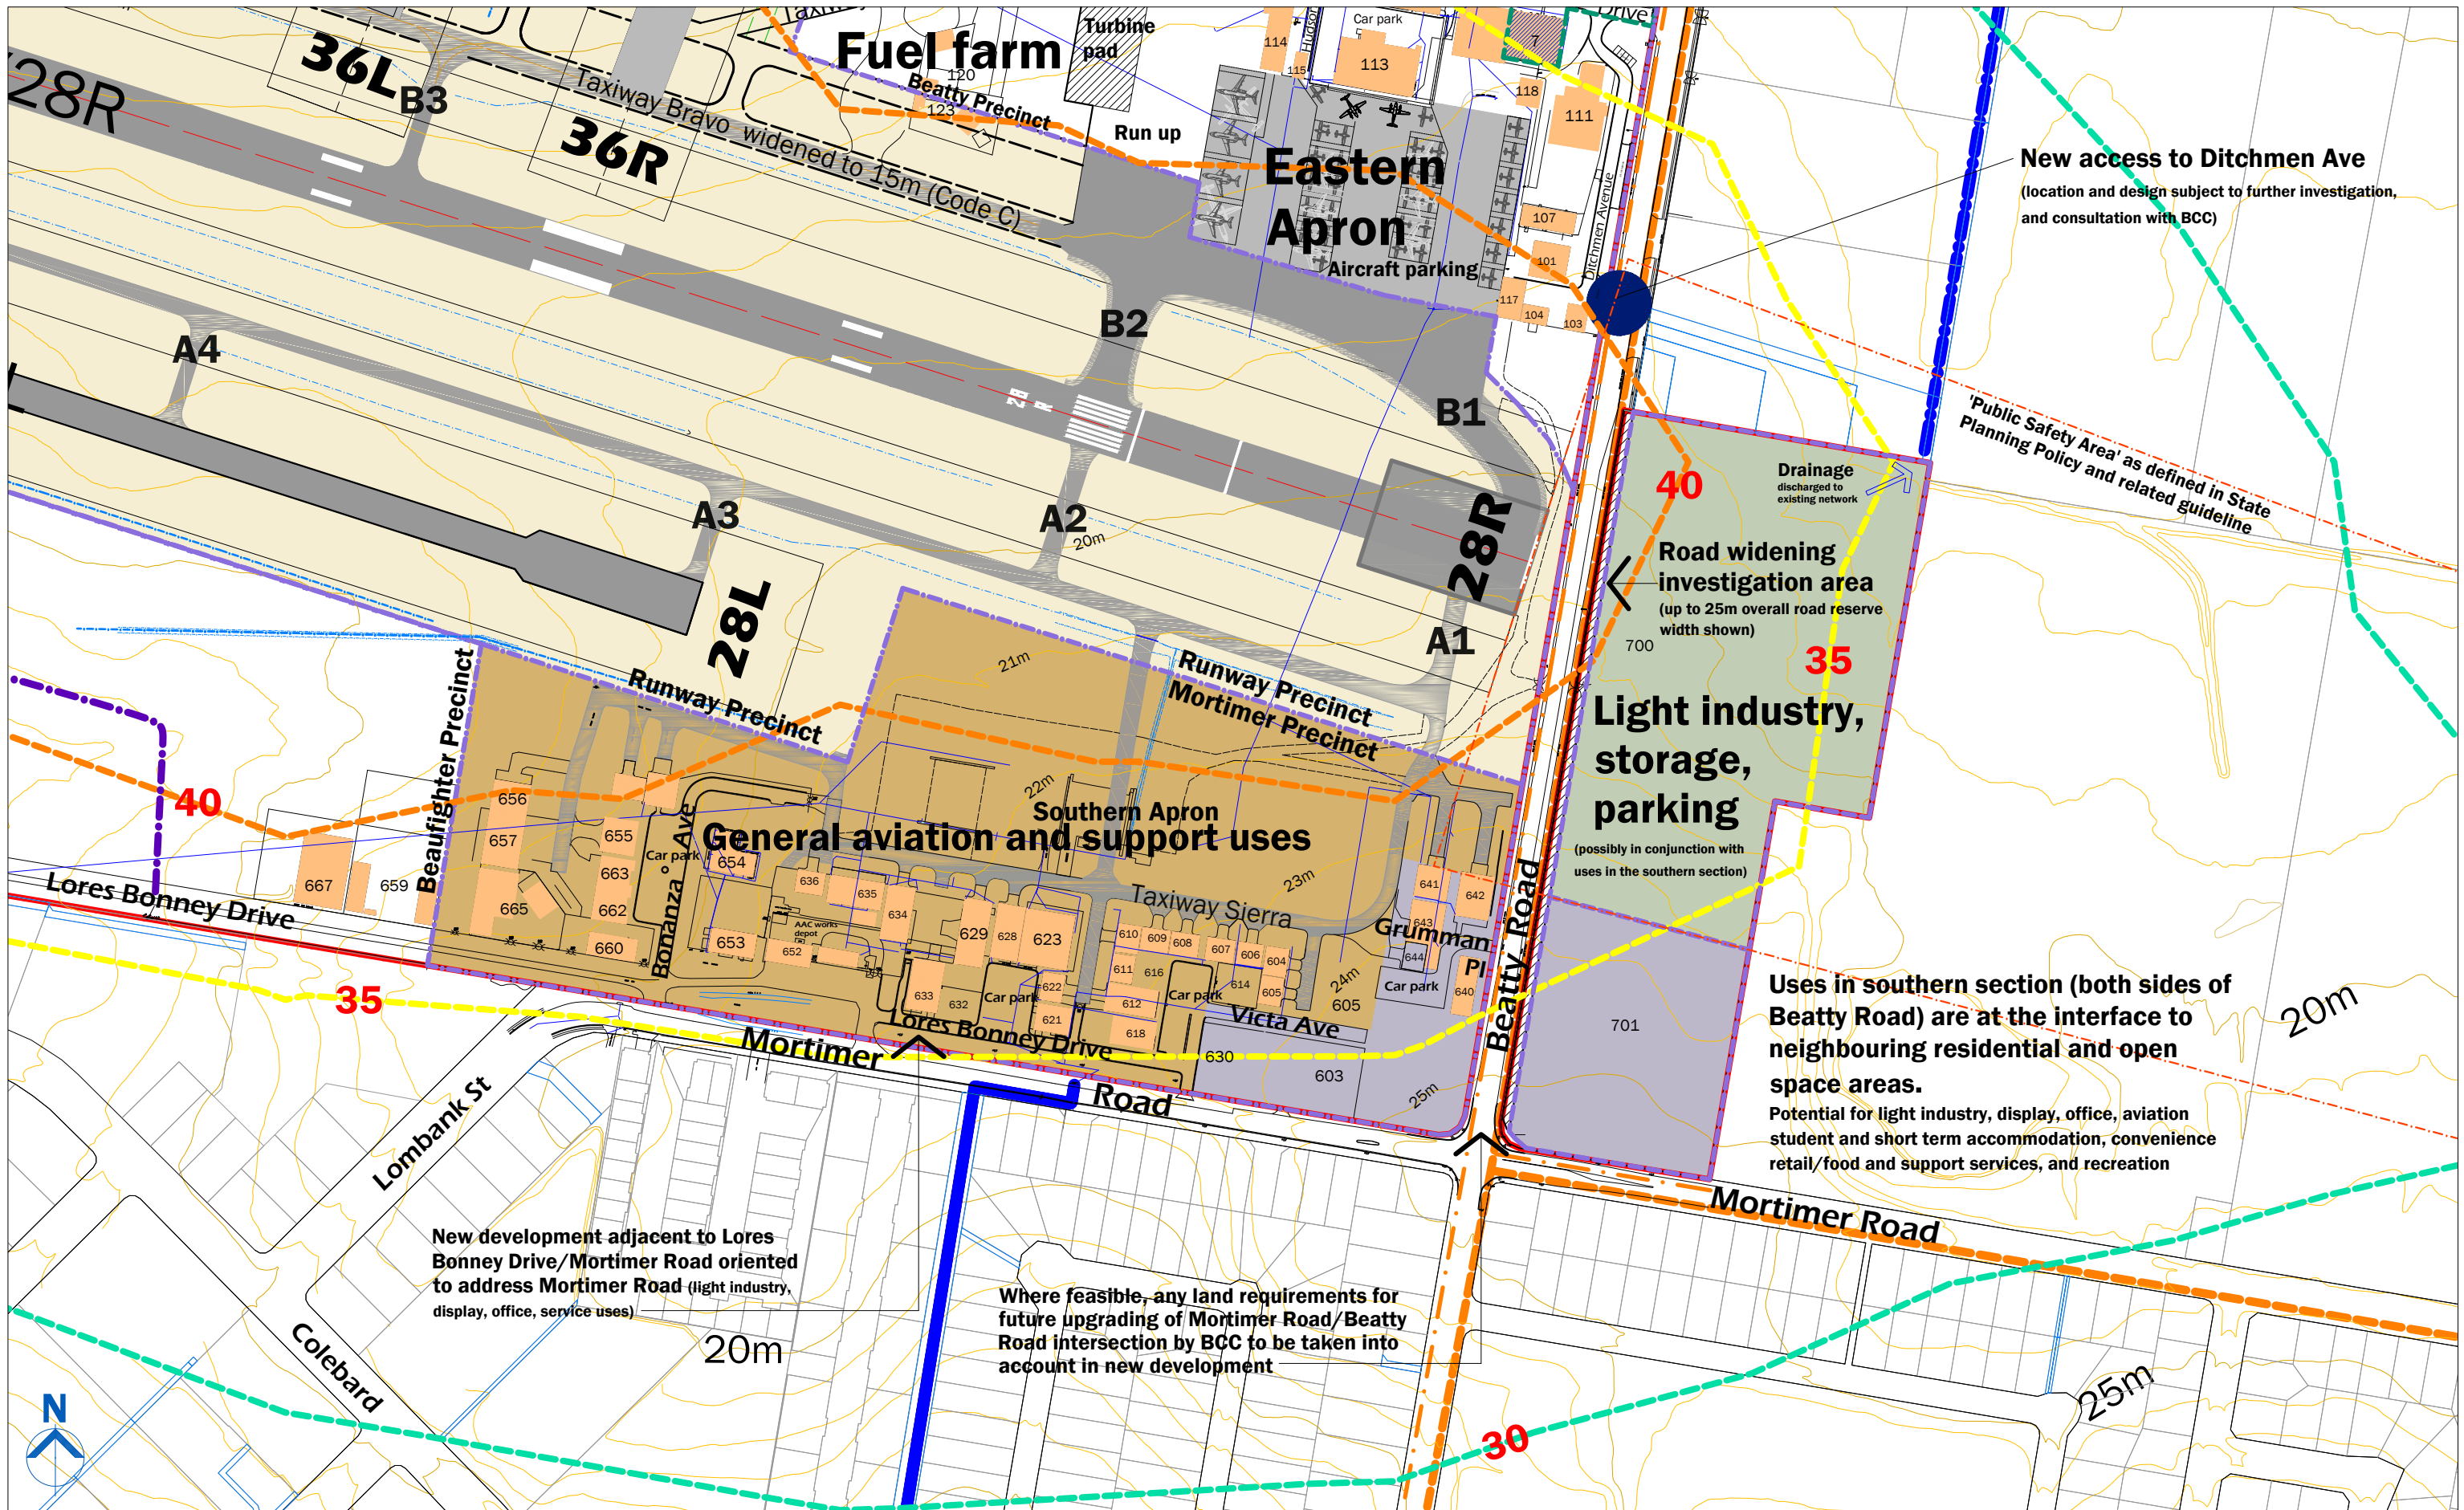 36L
28R
B3
Taxiway
Fuel farm
120
123
Beatty Precinct
Turbine
pad
Run up
Taxiway Bravo widened to 15m (Code C)
36R
114
115
Hudson
Car park
113
7
Drive
118
111
Eastern
Apron
Aircraft parking
107
101
117
104
103
Ditchmen Avenue
New access to Ditchmen Ave
(location and design subject to further investigation,
and consultation with BCC)
A4
B2
28
R
B1
A3
A2
20m
28R
28L
A1
'Public Safety Area' as defined in State
Planning Policy and related guideline
40
Drainage
discharged to
existing network
Road widening
investigation area
(up to 25m overall road reserve
width shown)
700
35
Light industry,
storage,
parking
(possibly in conjunction with
uses in the southern section)
701
Beatty Road
Runway Precinct
Runway Precinct
Mortimer Precinct
Beaufighter Precinct
21m
22m
Southern Apron
General aviation and support uses
23m
Taxiway Sierra
24m
25m
40
656
657
655
663
662
665
660
667
659
Lores Bonney Drive
Car park
Bonanza Ave
654
653
652
AAC works
depot
636
635
634
633
632
629
628
623
622
621
Car park
610
609
608
607
606
604
611
616
614
605
612
618
Car park
605
Victa Ave
Lores Bonney Drive
630
603
Grumman
Pl
641
642
643
644
640
Car park
35
Mortimer
Road
Mortimer Road
Lombank St
Colebard
Uses in southern section (both sides of
Beatty Road) are at the interface to
neighbouring residential and open
space areas.
Potential for light industry, display, office, aviation
student and short term accommodation, convenience
retail/food and support services, and recreation
20m
New development adjacent to Lores
Bonney Drive/Mortimer Road oriented
to address Mortimer Road (light industry,
display, office, service uses)
20m
Where feasible, any land requirements for
future upgrading of Mortimer Road/Beatty
Road intersection by BCC to be taken into
account in new development
25m
30
N